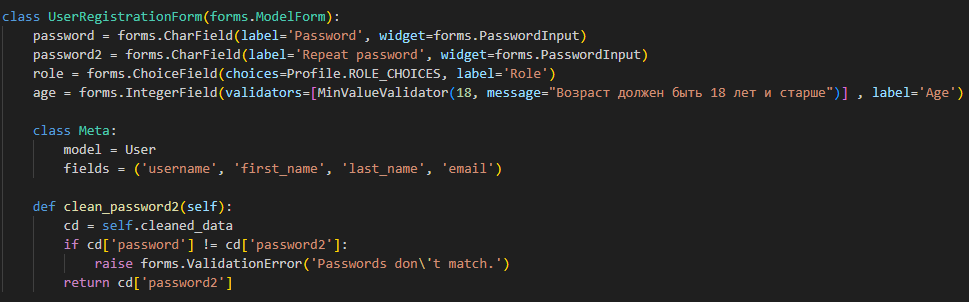 class UserRegistrationForm(forms.ModelForm):
    password = forms.CharField(label='Password', widget=forms.PasswordInput)
    password2 = forms.CharField(label='Repeat password', widget=forms.PasswordInput)
    role = forms.ChoiceField(choices=Profile.ROLE_CHOICES, label='Role')
    age = forms.IntegerField(validators=[MinValueValidator(18, message="Возраст должен быть 18 лет и старше")] , label='Age')

    class Meta:
        model = User
        fields = ('username', 'first_name', 'last_name', 'email')

    def clean_password2(self):
        cd = self.cleaned_data
        if cd['password'] != cd['password2']:
            raise forms.ValidationError('Passwords don\'t match.')
        return cd['password2']